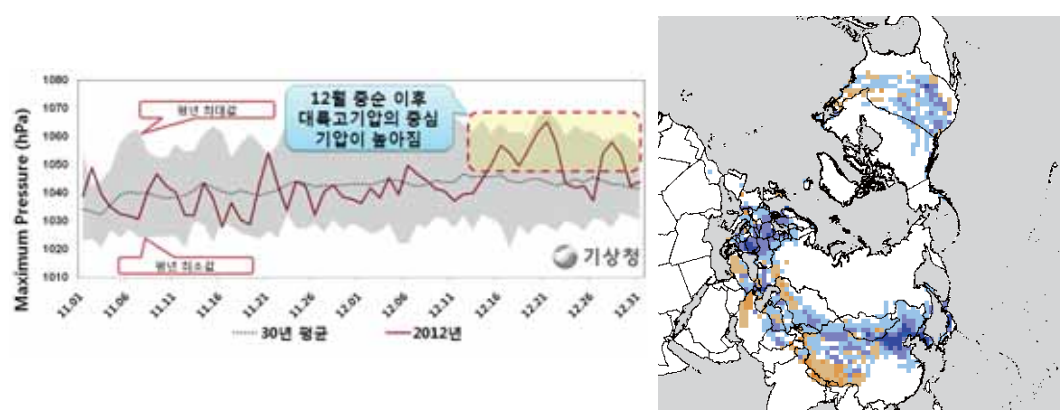 1080
1070
1060
1050
1040
1030
1020
1010
Maximum Pressure (hPa)
평년 최대값
12월 중순 이후
대륙고기압의 중심
기압이 높아짐
평년 최소값
기상청
11.01
11.06
11.11
11.16
11.21
11.26
12.01
12.06
12.11
12.16
12.21
12.26
12.31
30년 평균
2012년